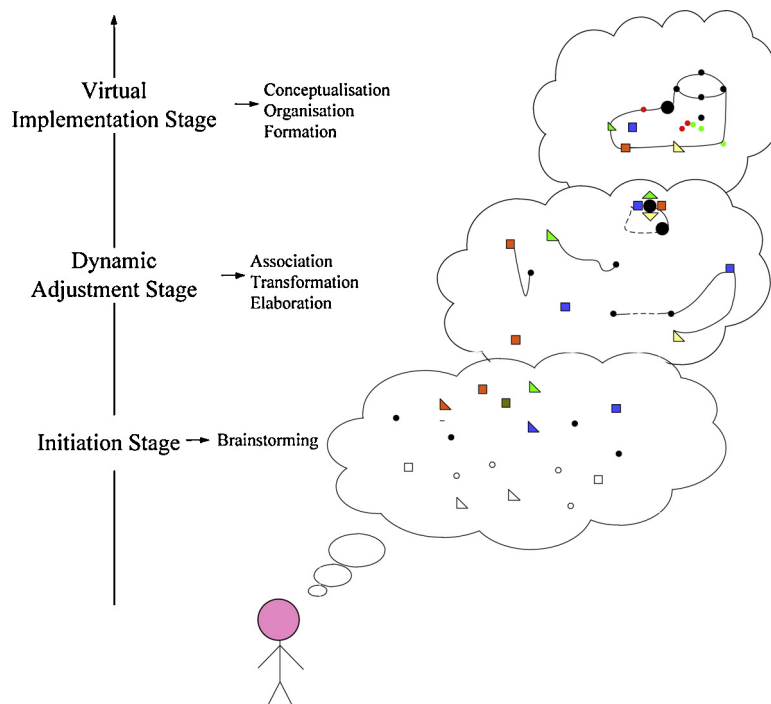 Virtual
Implementation Stage
Conceptualisation
Organisation
Formation
Dynamic
Adjustment Stage
Association
Transformation
Elaboration
Initiation Stage
Brainstorming